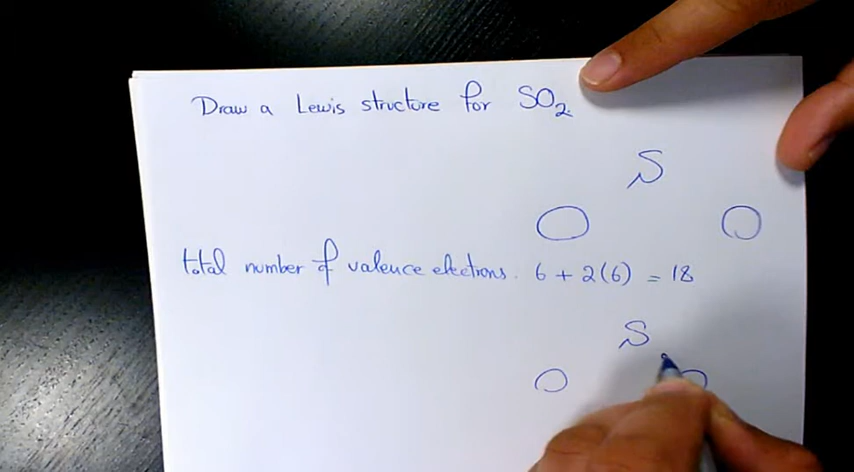 Draw a Lewis structure for SO₂
S
O O
total number of valence electrons. 6 + 2(6) = 18
S
O O